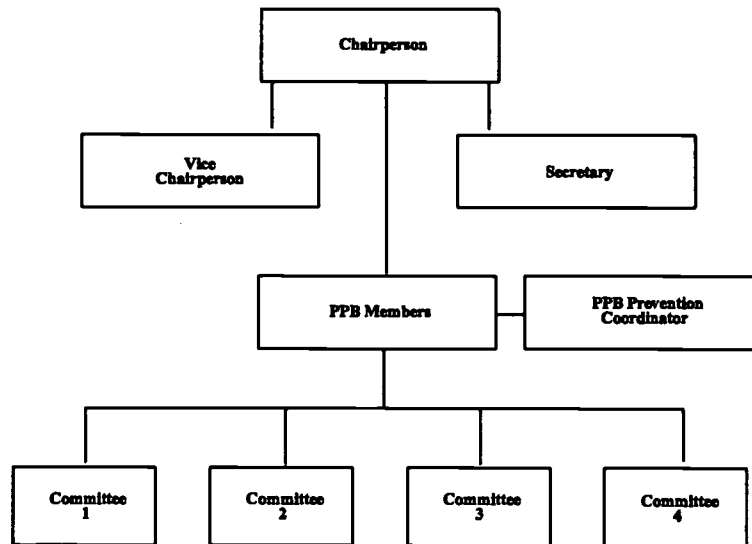 Chairperson
Vice
Chairperson
Secretary
PPB Members
PPB Prevention
Coordinator
Committee
1
Committee
2
Committee
3
Committee
4